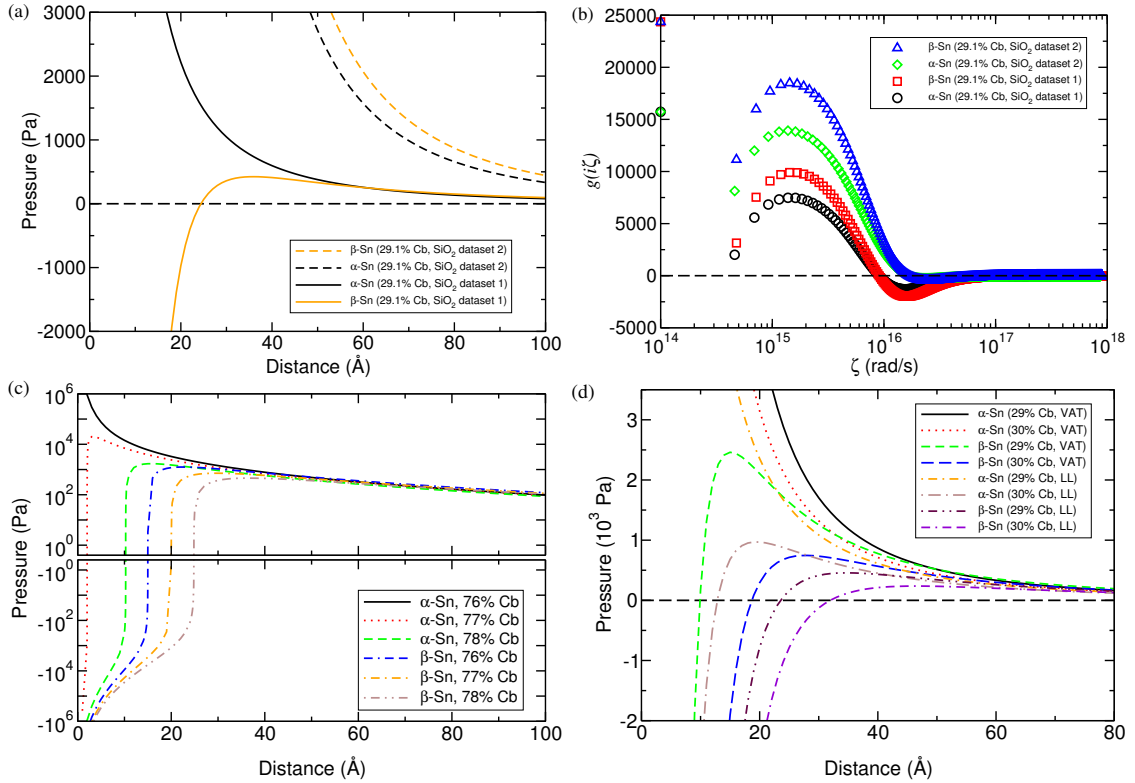 (a)
3000
2000
1000
0
-1000
-2000
Pressure (Pa)
β-Sn (29.1% Cb, SiO2 dataset 2)
α-Sn (29.1% Cb, SiO2 dataset 2)
α-Sn (29.1% Cb, SiO2 dataset 1)
β-Sn (29.1% Cb, SiO2 dataset 1)
0 20 40 60 80 100
Distance (Å)
(b)
25000
20000
15000
10000
5000
0
-5000
g(iζ)
β-Sn (29.1% Cb, SiO2 dataset 2)
α-Sn (29.1% Cb, SiO2 dataset 2)
β-Sn (29.1% Cb, SiO2 dataset 1)
α-Sn (29.1% Cb, SiO2 dataset 1)
10^14 10^15 10^16 10^17 10^18
ζ (rad/s)
(c)
10^6
10^4
10^2
10^0
-10^0
-10^2
-10^4
-10^6
Pressure (Pa)
Pressure (Pa)
α-Sn, 76% Cb
α-Sn, 77% Cb
α-Sn, 78% Cb
β-Sn, 76% Cb
β-Sn, 77% Cb
β-Sn, 78% Cb
0 20 40 60 80 100
Distance (Å)
(d)
3
2
1
0
-1
-2
Pressure (10^3 Pa)
α-Sn (29% Cb, VAT)
α-Sn (30% Cb, VAT)
β-Sn (29% Cb, VAT)
β-Sn (30% Cb, VAT)
α-Sn (29% Cb, LL)
α-Sn (30% Cb, LL)
β-Sn (29% Cb, LL)
β-Sn (30% Cb, LL)
0 20 40 60 80
Distance (Å)